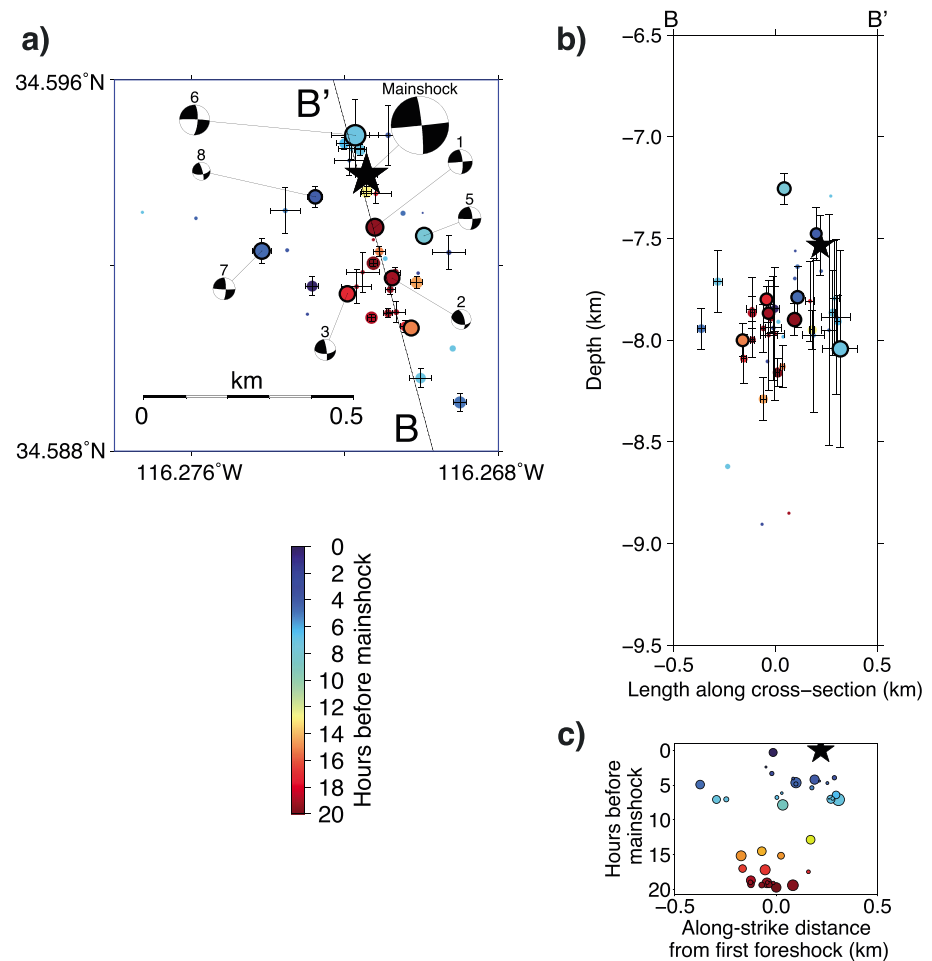 a)
34.596°N
34.588°N
116.276°W
116.268°W
B'
B
Mainshock
6
8
7
3
1
5
2
km
0
0.5
0
2
4
6
8
10
12
14
16
18
20
Hours before mainshock
b)
B
B'
−6.5
−7.0
−7.5
−8.0
−8.5
−9.0
−9.5
Depth (km)
−0.5
0.0
0.5
Length along cross−section (km)
c)
0
5
10
15
20
Hours before
mainshock
−0.5
0.0
0.5
Along-strike distance
from first foreshock (km)